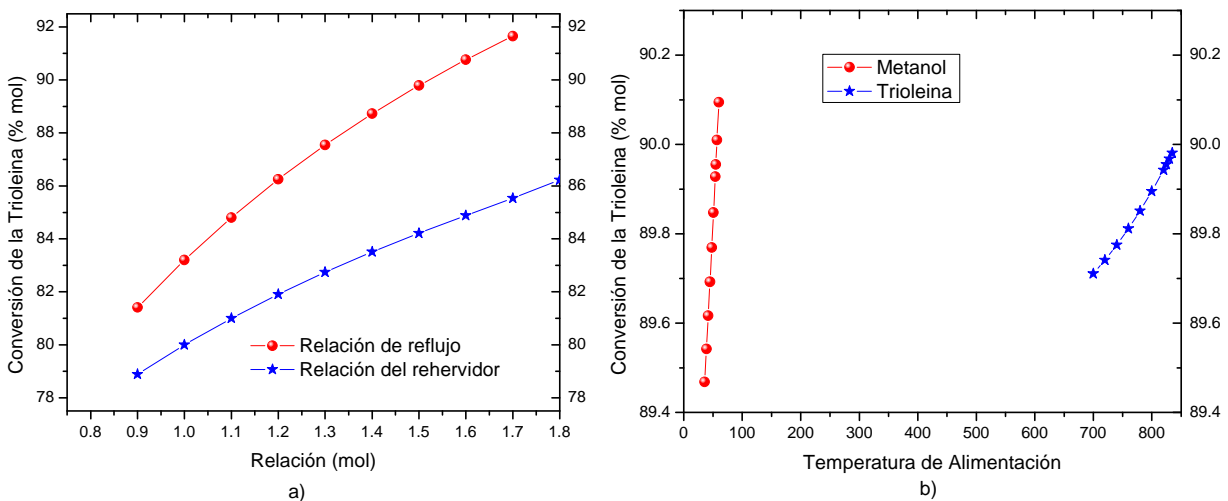 Conversión de la Trioleina (% mol)
92
90
88
86
84
82
80
78
92
90
88
86
84
82
80
78
Relación de reflujo
Relación del rehervidor
0.8 0.9 1.0 1.1 1.2 1.3 1.4 1.5 1.6 1.7 1.8
Relación (mol)
a)
Conversión de la Trioleina (% mol)
90.2
90.0
89.8
89.6
89.4
90.2
90.0
89.8
89.6
89.4
Metanol
Trioleina
0 100 200 300 400 500 600 700 800
Temperatura de Alimentación
b)